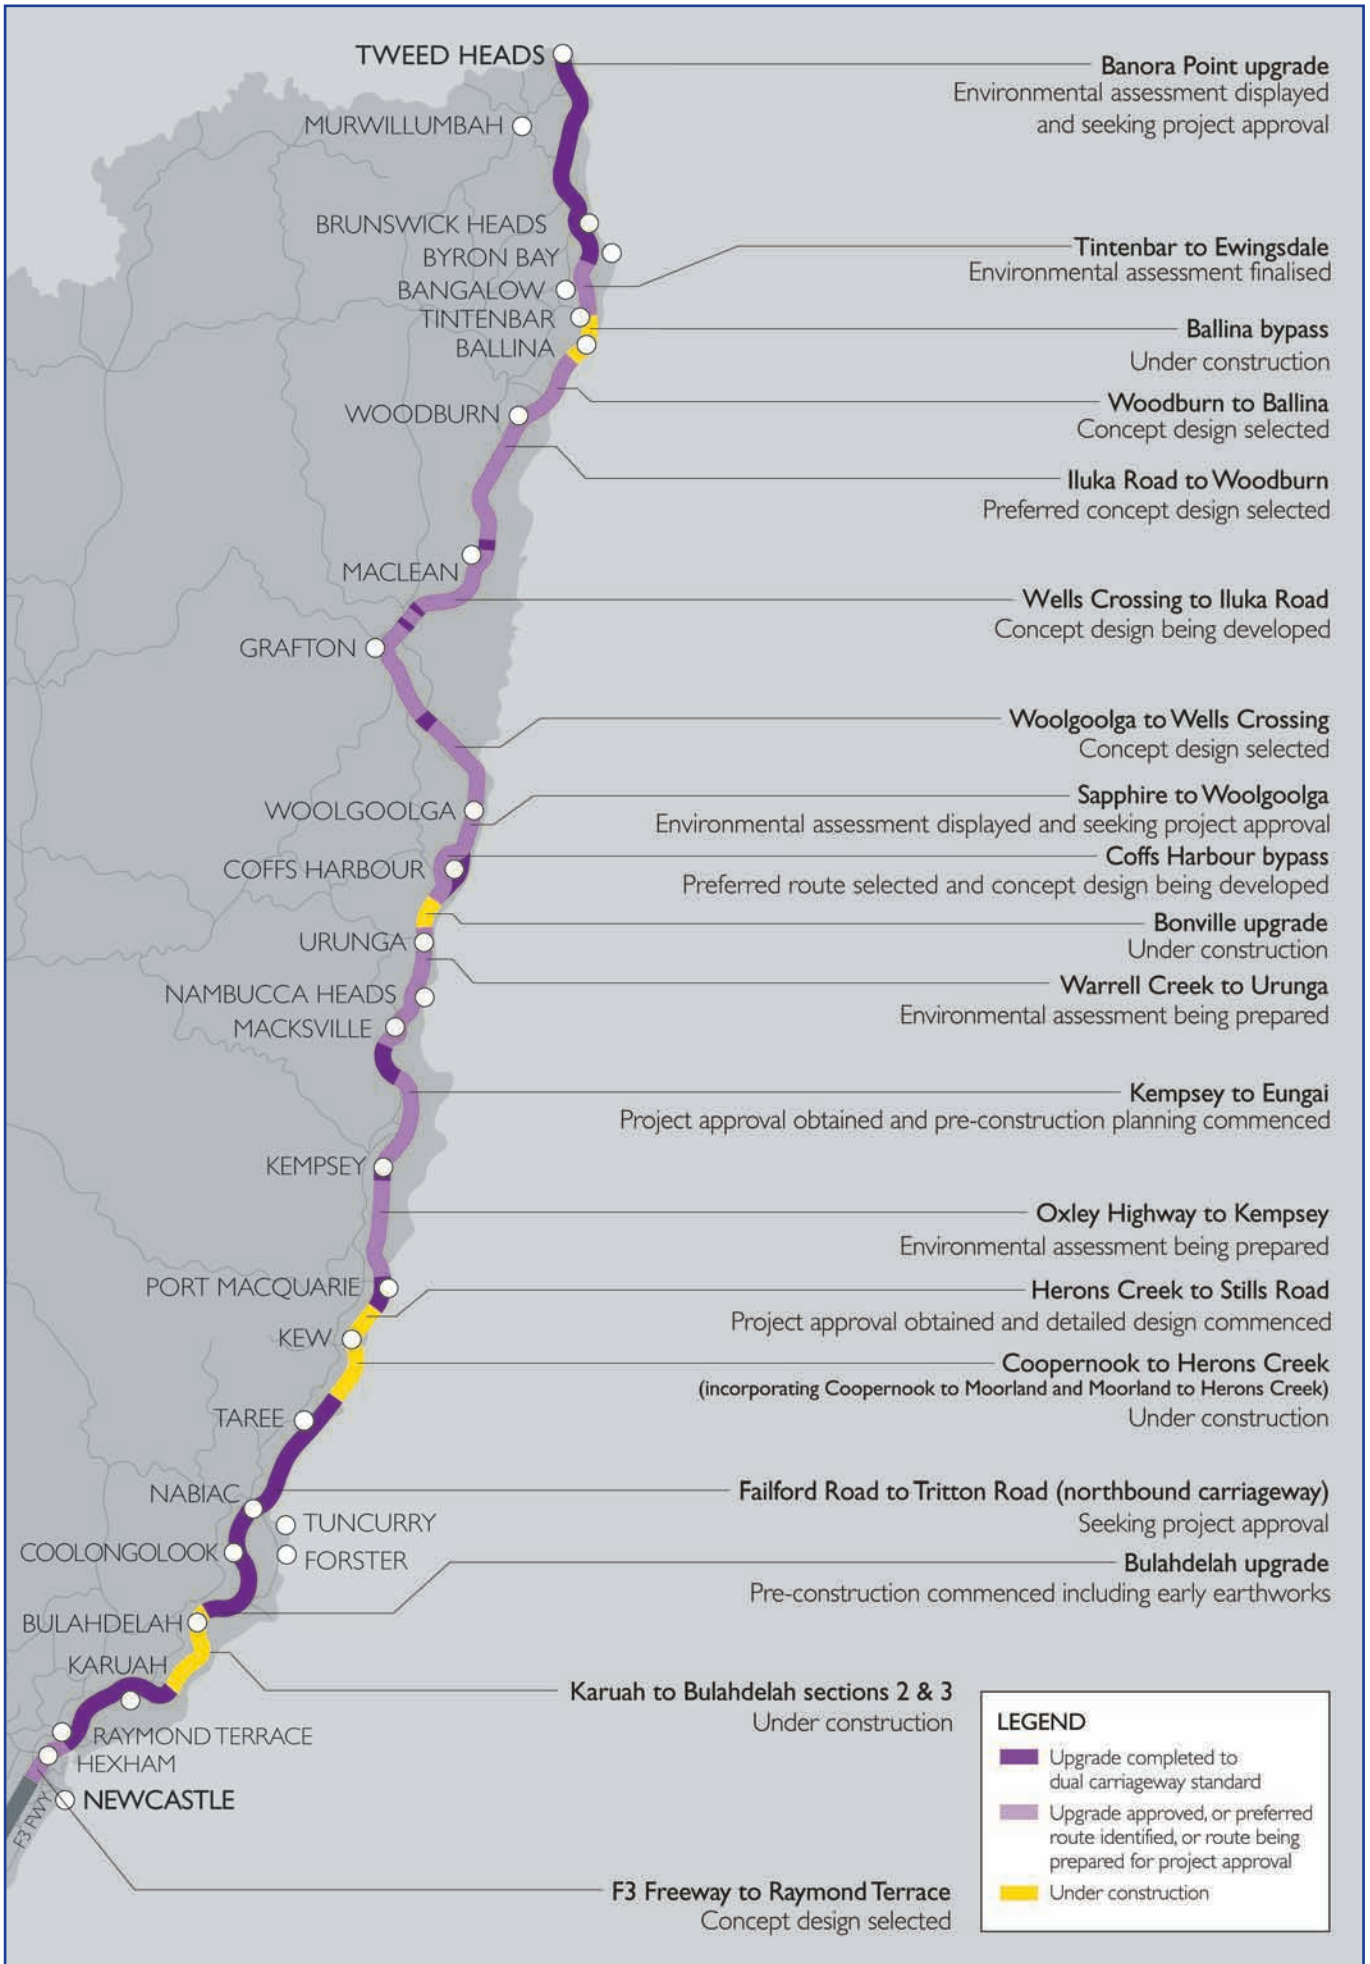 TWEED HEADS
Banora Point upgrade
Environmental assessment displayed
and seeking project approval
MURWILLUMBAH
BRUNSWICK HEADS
BYRON BAY
Tintenbar to Ewingsdale
Environmental assessment finalised
BANGALOW
TINTENBAR
Ballina bypass
BALLINA
Under construction
Woodburn to Ballina
WOODBURN
Concept design selected
Iluka Road to Woodburn
Preferred concept design selected
MACLEAN
Wells Crossing to Iluka Road
Concept design being developed
GRAFTON
Woolgoolga to Wells Crossing
Concept design selected
Sapphire to Woolgoolga
WOOLGOOLGA
Environmental assessment displayed and seeking project approval
Coffs Harbour bypass
COFFS HARBOUR
Preferred route selected and concept design being developed
Bonville upgrade
URUNGA
Under construction
Warrell Creek to Urunga
NAMBUCCA HEADS
Environmental assessment being prepared
MACKSVILLE
Kempsey to Eungai
Project approval obtained and pre-construction planning commenced
KEMPSEY
Oxley Highway to Kempsey
Environmental assessment being prepared
PORT MACQUARIE
Herons Creek to Stills Road
Project approval obtained and detailed design commenced
KEW
Coopernook to Herons Creek
(incorporating Coopernook to Moorland and Moorland to Herons Creek)
TAREE
Under construction
NABIAC
Failford Road to Tritton Road (northbound carriageway)
TUNCURRY
Seeking project approval
COOLONGOLOOK
FORSTER
Bulahdelah upgrade
Pre-construction commenced including early earthworks
BULAHDELAH
KARUAH
Karuah to Bulahdelah sections 2 & 3
Under construction
RAYMOND TERRACE
HEXHAM
NEWCASTLE
F3 FWY
F3 Freeway to Raymond Terrace
Concept design selected
LEGEND
Upgrade completed to
dual carriageway standard
Upgrade approved, or preferred
route identified, or route being
prepared for project approval
Under construction